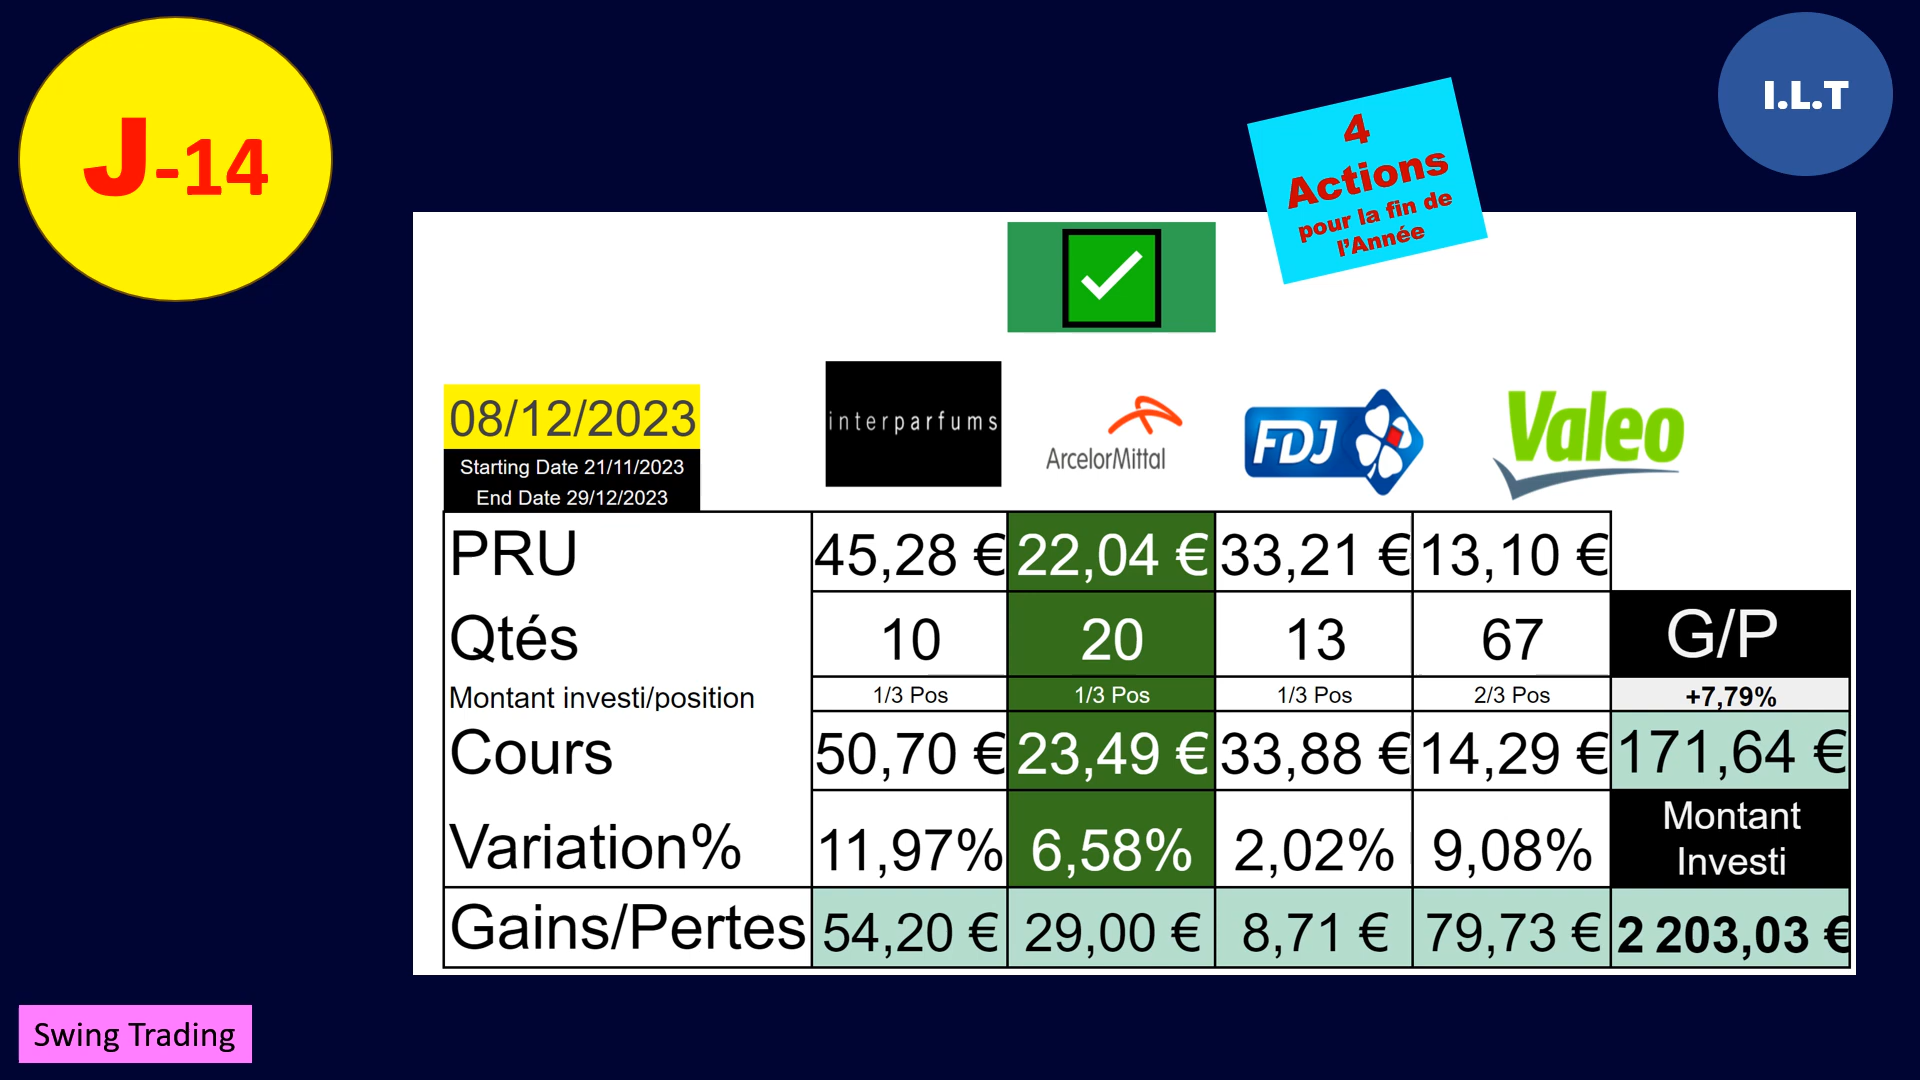 J-14
I.L.T
4
Actions
pour la fin de
l'Année
08/12/2023
Starting Date 21/11/2023
End Date 29/12/2023
interparfums
ArcelorMittal
FDJ
Valeo
PRU 45,28 € 22,04 € 33,21 € 13,10 €
Qtés 10 20 13 67 G/P
Montant investi/position 1/3 Pos 1/3 Pos 1/3 Pos 2/3 Pos +7,79%
Cours 50,70 € 23,49 € 33,88 € 14,29 € 171,64 €
Variation% 11,97% 6,58% 2,02% 9,08% Montant
Investi
Gains/Pertes 54,20 € 29,00 € 8,71 € 79,73 € 2 203,03 €
Swing Trading